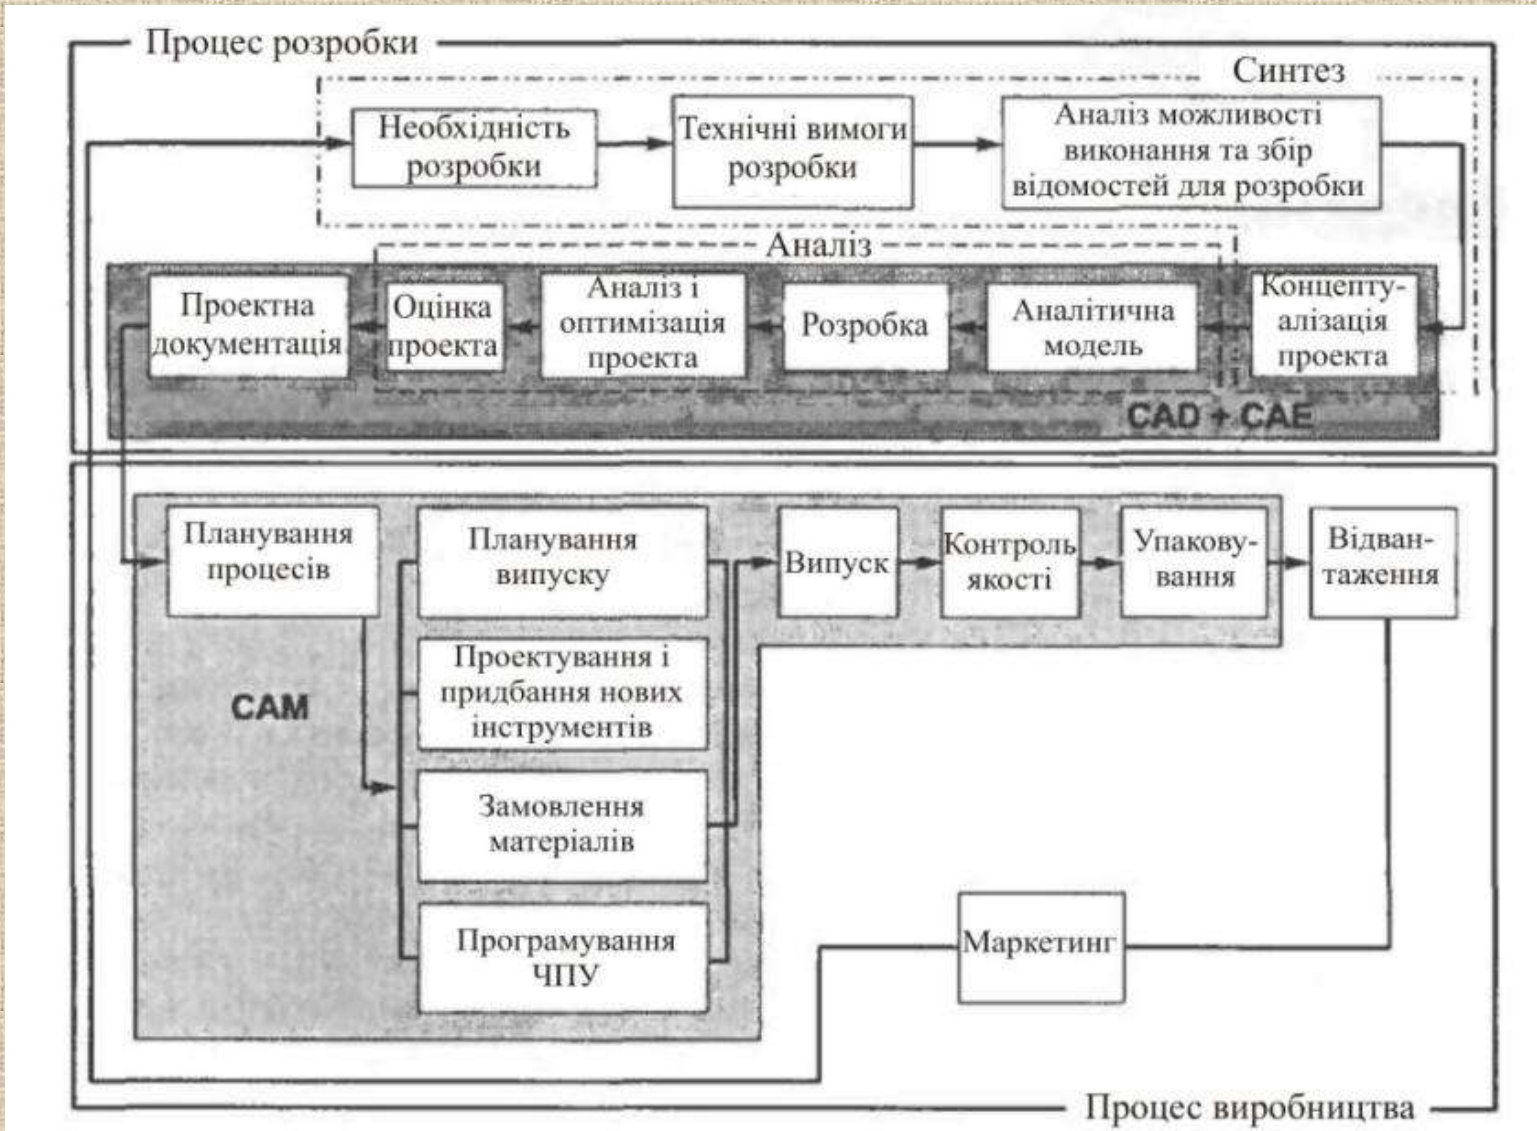 Процес розробки
Синтез
Необхідність
розробки
Технічні вимоги
розробки
Аналіз можливості
виконання та збір
відомостей для розробки
Аналіз
Проектна
документація
Оцінка
проекта
Аналіз і
оптимізація
проекта
Розробка
Аналітична
модель
Концепту-
алізація
проекта
CAD + CAE
Планування
процесів
Планування
випуску
Випуск
Контроль
якості
Упакову-
вання
Відван-
таження
Проектування і
придбання нових
інструментів
CAM
Замовлення
матеріалів
Програмування
ЧПУ
Маркетинг
Процес виробництва